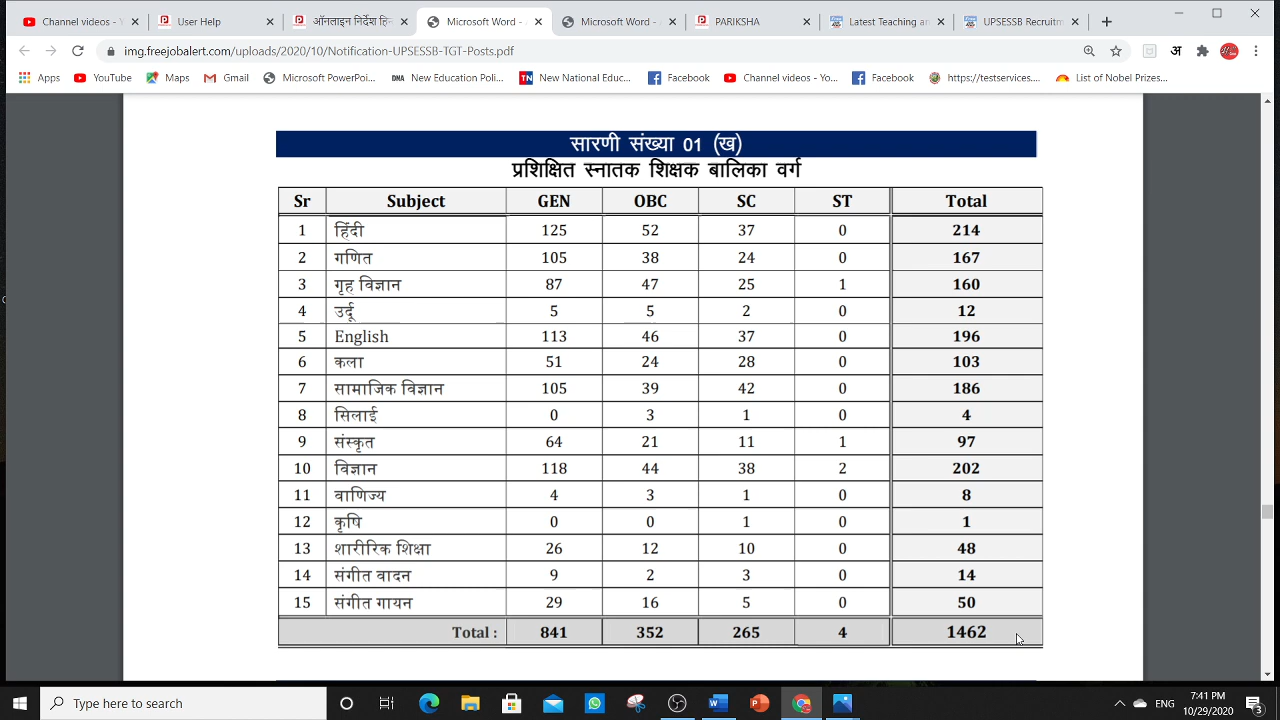 Channel videos - Y
User Help
ऑनलाइन निर्देश हिन
Microsoft Word - 
Microsoft Word - 
PARIKSHA
Latest Teaching an
UPSESSB Recruitm
img.freejobalert.com/uploads/2020/10/Notification-UPSESSB-TGT-Posts.pdf
अ
Apps YouTube Maps Gmail Microsoft PowerPoi... DNA New Education Poli... TN New National Educ... Facebook Channel videos - Yo... Facebook https://testservices.... List of Nobel Prizes...
सारणी संख्या 01 (ख)
प्रशिक्षित स्नातक शिक्षक बालिका वर्ग
Sr Subject GEN OBC SC ST Total
1 हिंदी 125 52 37 0 214
2 गणित 105 38 24 0 167
3 गृह विज्ञान 87 47 25 1 160
4 उर्दू 5 5 2 0 12
5 English 113 46 37 0 196
6 कला 51 24 28 0 103
7 सामाजिक विज्ञान 105 39 42 0 186
8 सिलाई 0 3 1 0 4
9 संस्कृत 64 21 11 1 97
10 विज्ञान 118 44 38 2 202
11 वाणिज्य 4 3 1 0 8
12 कृषि 0 0 1 0 1
13 शारीरिक शिक्षा 26 12 10 0 48
14 संगीत वादन 9 2 3 0 14
15 संगीत गायन 29 16 5 0 50
Total : 841 352 265 4 1462
Type here to search
ENG
7:41 PM
10/29/2020
3